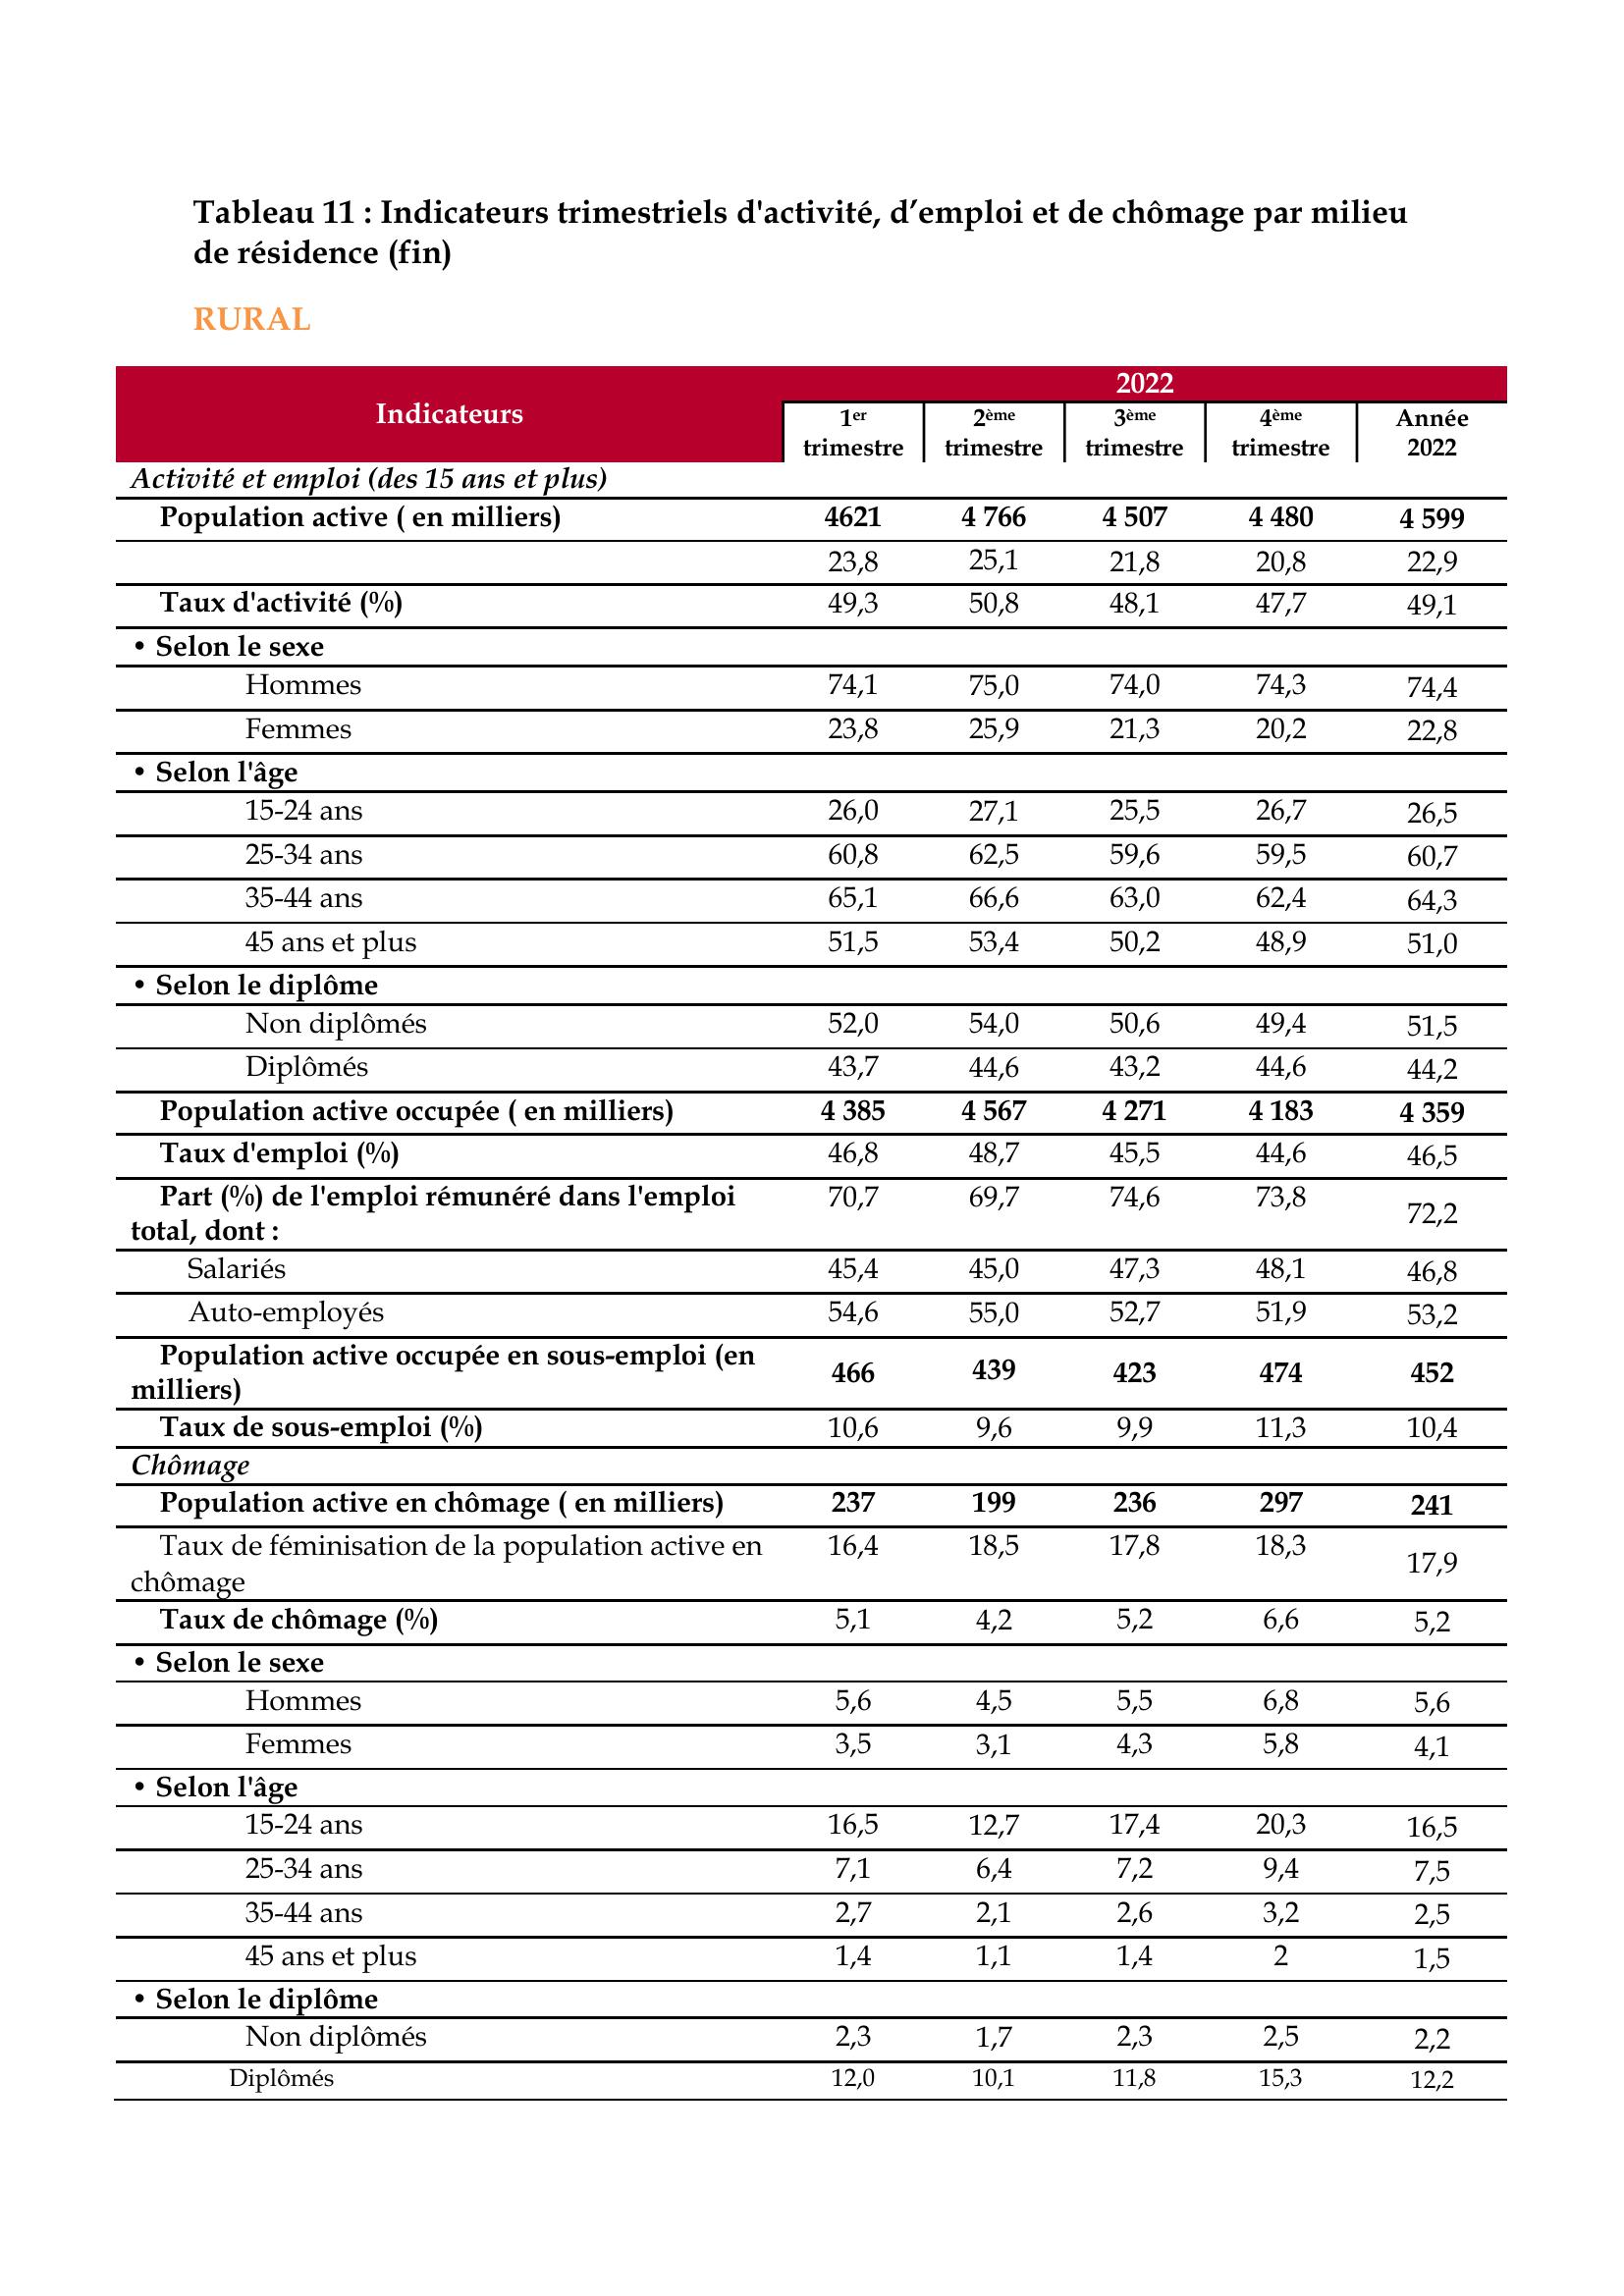 Tableau 11 : Indicateurs trimestriels d'activité, d’emploi et de chômage par milieu
de résidence (fin)
RURAL
Indicateurs 2022
1er trimestre 2ème trimestre 3ème trimestre 4ème trimestre Année 2022
Activité et emploi (des 15 ans et plus)
Population active ( en milliers) 4621 4 766 4 507 4 480 4 599
23,8 25,1 21,8 20,8 22,9
Taux d'activité (%) 49,3 50,8 48,1 47,7 49,1
• Selon le sexe
Hommes 74,1 75,0 74,0 74,3 74,4
Femmes 23,8 25,9 21,3 20,2 22,8
• Selon l'âge
15-24 ans 26,0 27,1 25,5 26,7 26,5
25-34 ans 60,8 62,5 59,6 59,5 60,7
35-44 ans 65,1 66,6 63,0 62,4 64,3
45 ans et plus 51,5 53,4 50,2 48,9 51,0
• Selon le diplôme
Non diplômés 52,0 54,0 50,6 49,4 51,5
Diplômés 43,7 44,6 43,2 44,6 44,2
Population active occupée ( en milliers) 4 385 4 567 4 271 4 183 4 359
Taux d'emploi (%) 46,8 48,7 45,5 44,6 46,5
Part (%) de l'emploi rémunéré dans l'emploi
total, dont : 70,7 69,7 74,6 73,8 72,2
Salariés 45,4 45,0 47,3 48,1 46,8
Auto-employés 54,6 55,0 52,7 51,9 53,2
Population active occupée en sous-emploi (en
milliers) 466 439 423 474 452
Taux de sous-emploi (%) 10,6 9,6 9,9 11,3 10,4
Chômage
Population active en chômage ( en milliers) 237 199 236 297 241
Taux de féminisation de la population active en
chômage 16,4 18,5 17,8 18,3 17,9
Taux de chômage (%) 5,1 4,2 5,2 6,6 5,2
• Selon le sexe
Hommes 5,6 4,5 5,5 6,8 5,6
Femmes 3,5 3,1 4,3 5,8 4,1
• Selon l'âge
15-24 ans 16,5 12,7 17,4 20,3 16,5
25-34 ans 7,1 6,4 7,2 9,4 7,5
35-44 ans 2,7 2,1 2,6 3,2 2,5
45 ans et plus 1,4 1,1 1,4 2 1,5
• Selon le diplôme
Non diplômés 2,3 1,7 2,3 2,5 2,2
Diplômés 12,0 10,1 11,8 15,3 12,2